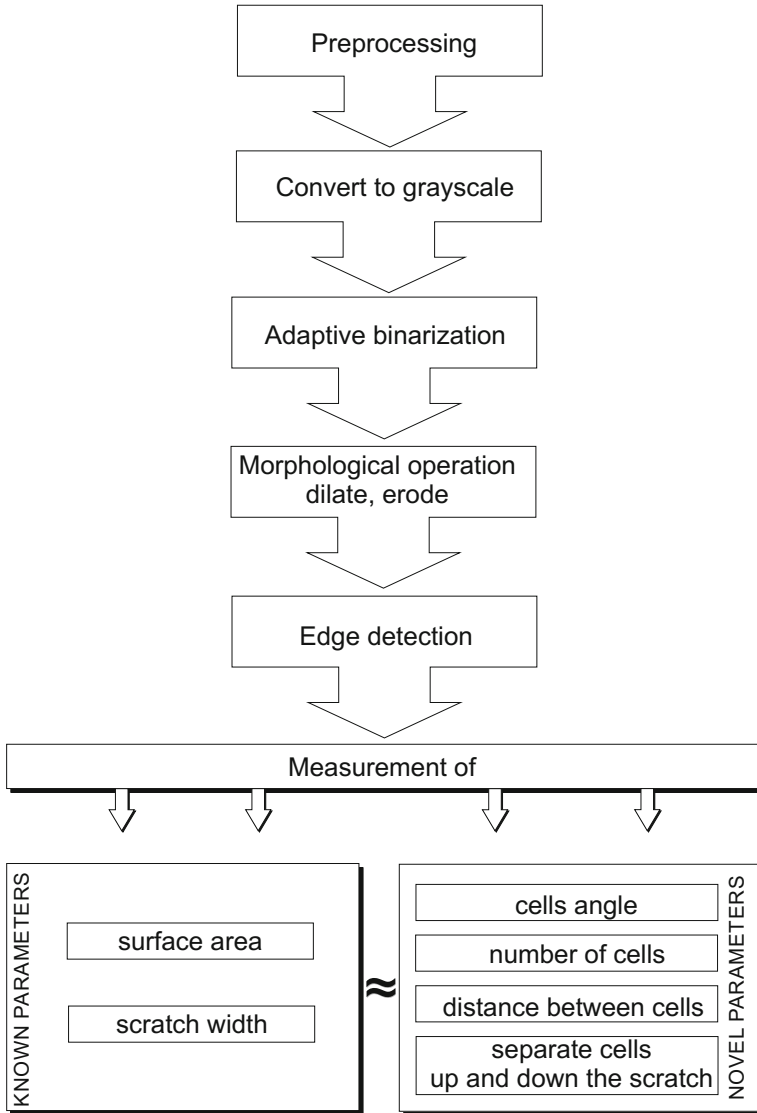 Preprocessing
Convert to grayscale
Adaptive binarization
Morphological operation
dilate, erode
Edge detection
Measurement of
KNOWN PARAMETERS
surface area
scratch width
≈
cells angle
number of cells
distance between cells
separate cells
up and down the scratch
NOVEL PARAMETERS